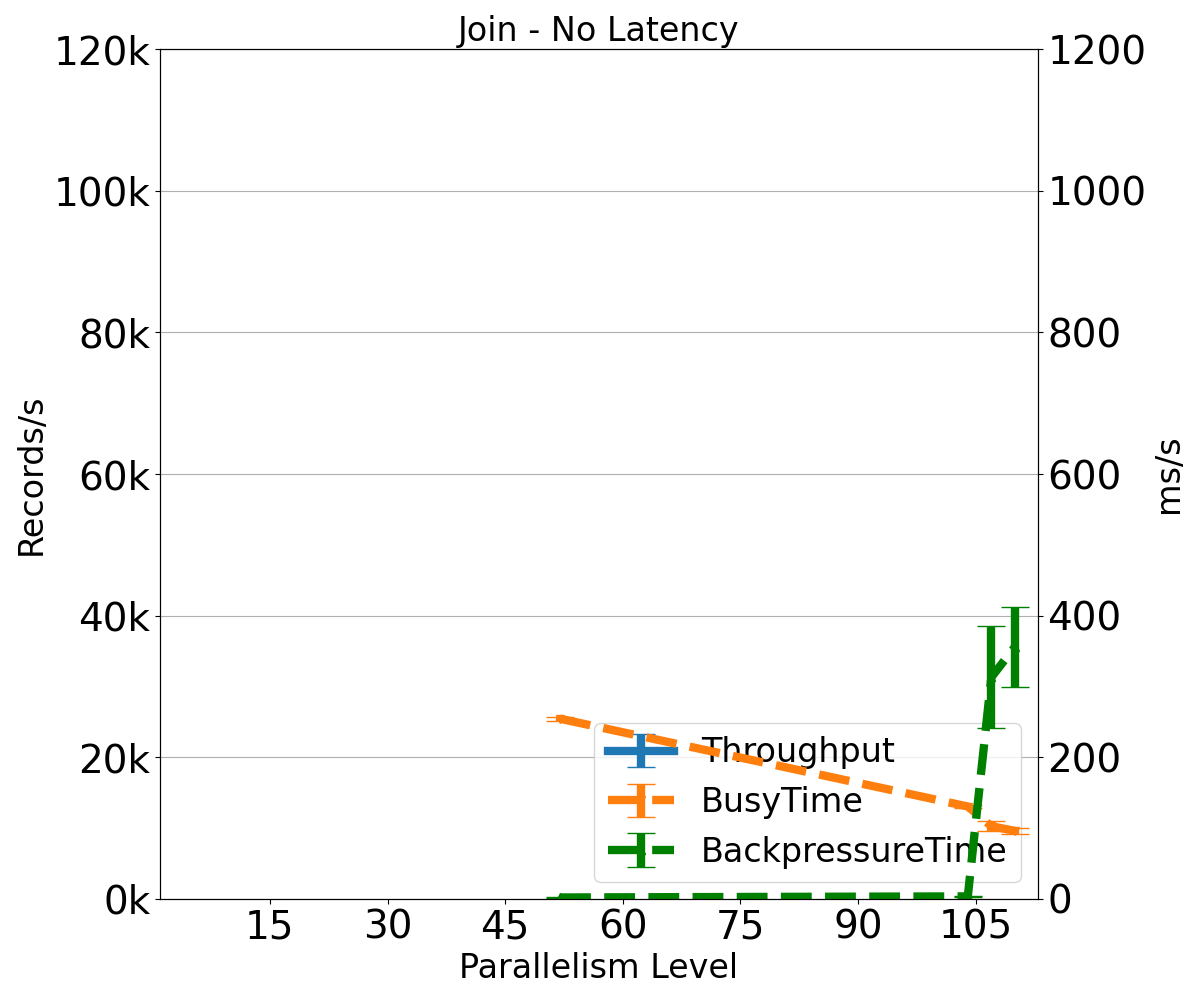 Join - No Latency
120k
100k
80k
60k
40k
20k
0k
Records/s
1200
1000
800
600
400
200
0
ms/s
Throughput
BusyTime
BackpressureTime
15 30 45 60 75 90 105
Parallelism Level